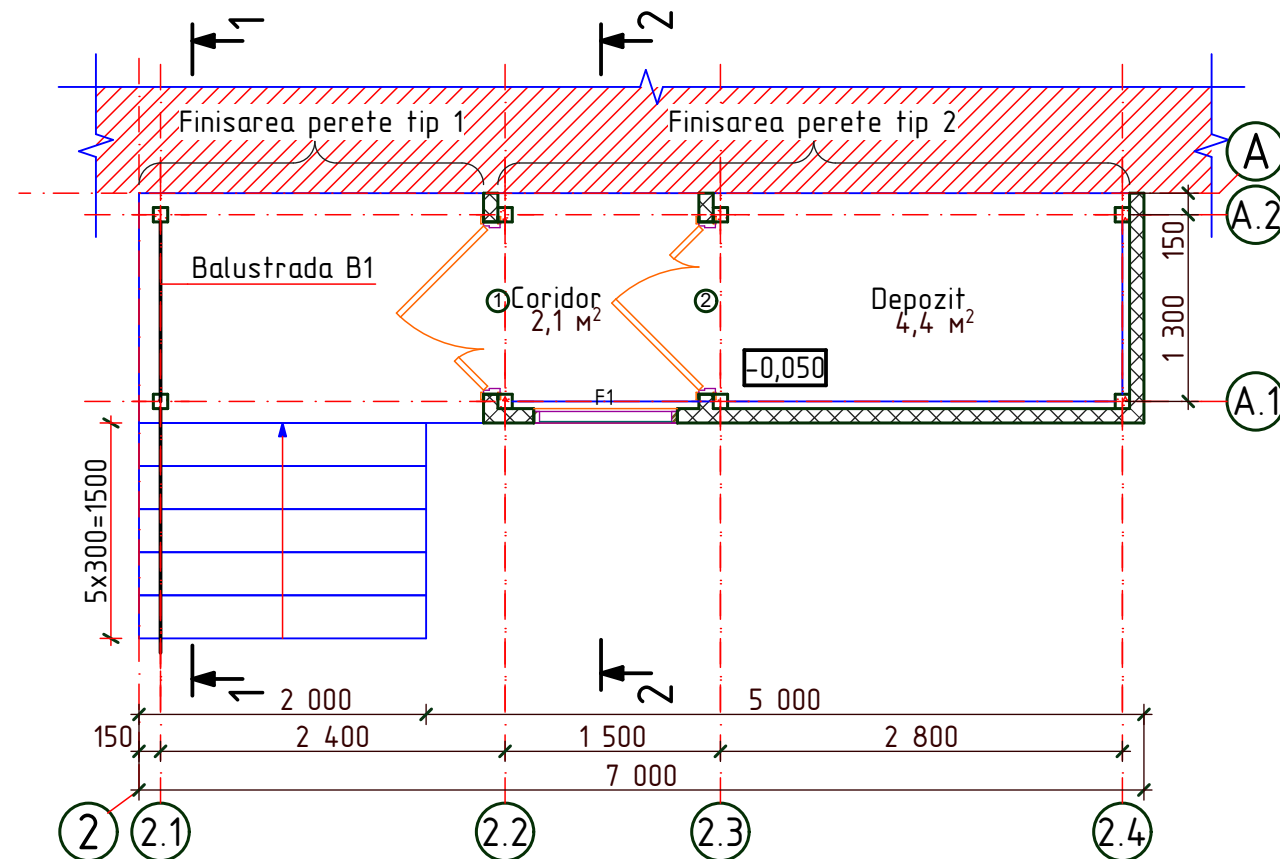 1
2
Finisarea perete tip 1
Finisarea perete tip 2
A
A.2
150
Balustrada B1
1
Coridor
2,1 м²
2
Depozit
4,4 м²
1 300
-0,050
F1
A.1
5x300=1500
1
2
2 000
5 000
150
2 400
1 500
2 800
7 000
2
2.1
2.2
2.3
2.4